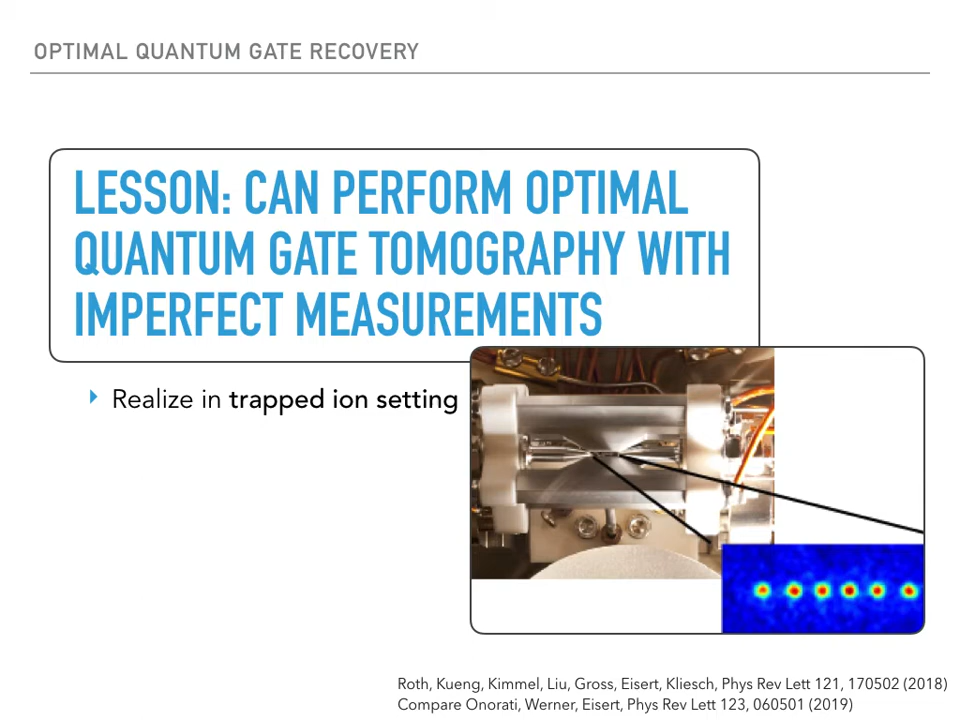 OPTIMAL QUANTUM GATE RECOVERY
LESSON: CAN PERFORM OPTIMAL
QUANTUM GATE TOMOGRAPHY WITH
IMPERFECT MEASUREMENTS
Realize in trapped ion setting
Roth, Kueng, Kimmel, Liu, Gross, Eisert, Kliesch, Phys Rev Lett 121, 170502 (2018)
Compare Onorati, Werner, Eisert, Phys Rev Lett 123, 060501 (2019)